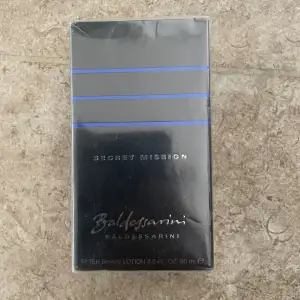 SECRET MISSION
Baldessarini
BALDESSARINI
AFTER SHAVE LOTION 3.0 FL. OZ. 90 ml ℮